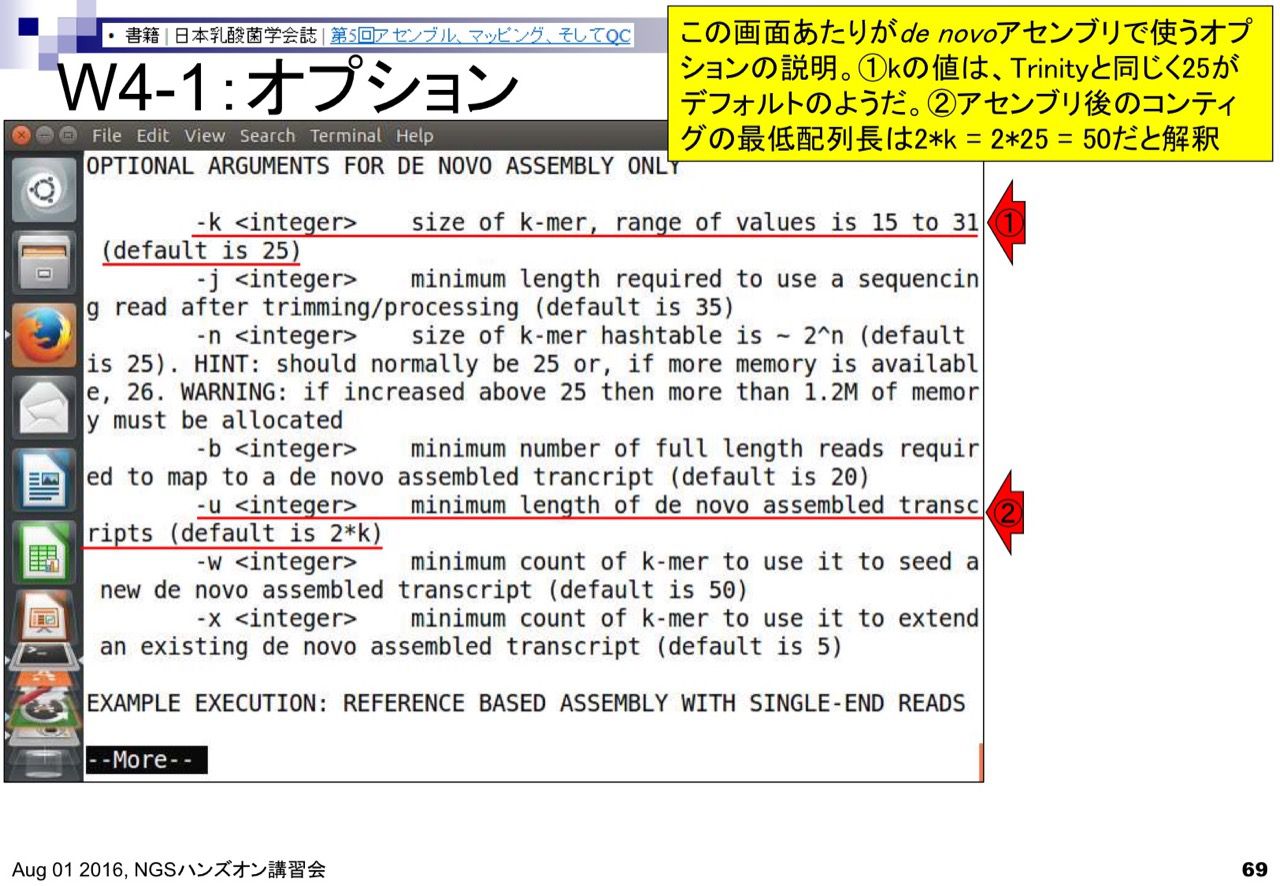 • 書籍 | 日本乳酸菌学会誌 | 第5回アセンブル、マッピング、そしてQC
W4-1：オプション
この画面あたりがde novoアセンブリで使うオプ
ションの説明。①kの値は、Trinityと同じく25が
デフォルトのようだ。②アセンブリ後のコンティ
グの最低配列長は2*k = 2*25 = 50だと解釈
File Edit View Search Terminal Help
OPTIONAL ARGUMENTS FOR DE NOVO ASSEMBLY ONLY
-k <integer> size of k-mer, range of values is 15 to 31
(default is 25)
-j <integer> minimum length required to use a sequencin
g read after trimming/processing (default is 35)
-n <integer> size of k-mer hashtable is ~ 2^n (default
is 25). HINT: should normally be 25 or, if more memory is availabl
e, 26. WARNING: if increased above 25 then more than 1.2M of memor
y must be allocated
-b <integer> minimum number of full length reads requir
ed to map to a de novo assembled trancript (default is 20)
-u <integer> minimum length of de novo assembled transc
ripts (default is 2*k)
-w <integer> minimum count of k-mer to use it to seed a
new de novo assembled transcript (default is 50)
-x <integer> minimum count of k-mer to use it to extend
an existing de novo assembled transcript (default is 5)
EXAMPLE EXECUTION: REFERENCE BASED ASSEMBLY WITH SINGLE-END READS
--More--
①
②
Aug 01 2016, NGSハンズオン講習会
69